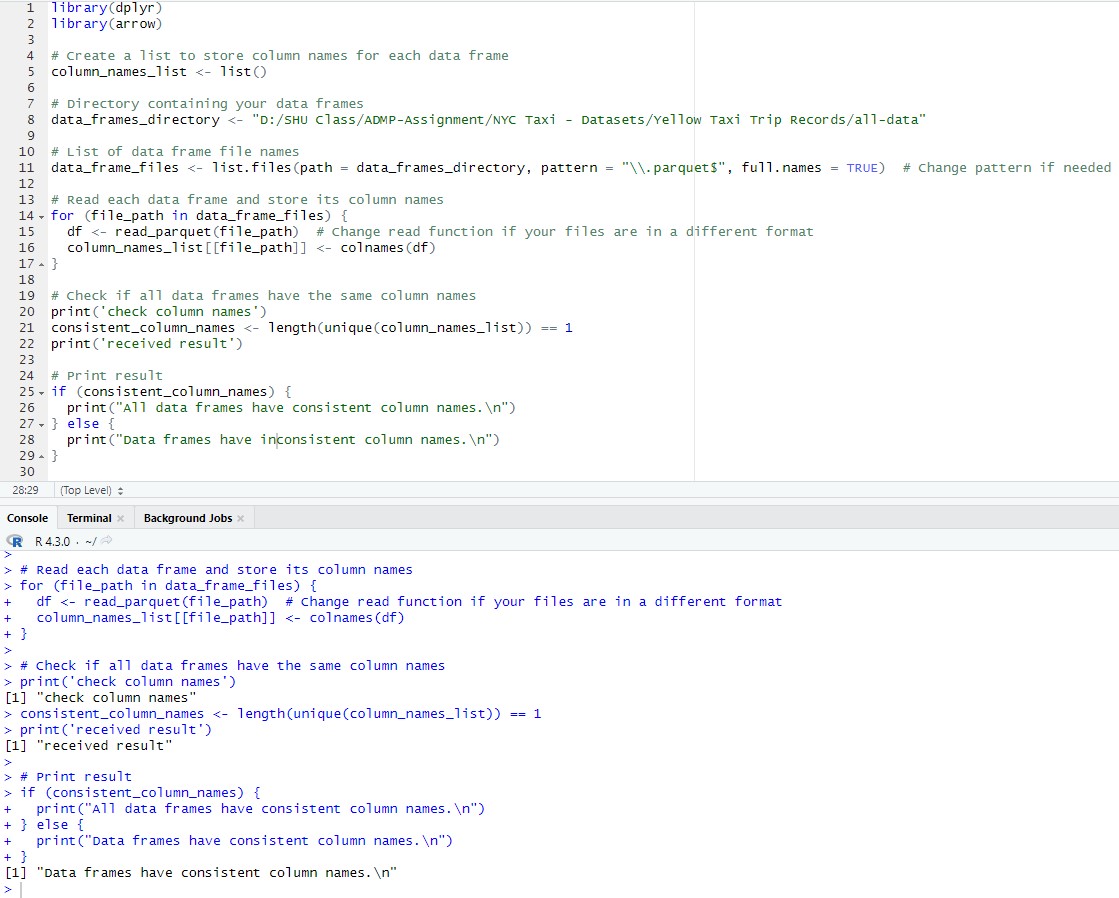 1 library(dplyr)
2 library(arrow)
3
4 # Create a list to store column names for each data frame
5 column_names_list <- list()
6
7 # Directory containing your data frames
8 data_frames_directory <- "D:/SHU Class/ADMP-Assignment/NYC Taxi - Datasets/Yellow Taxi Trip Records/all-data"
9
10 # List of data frame file names
11 data_frame_files <- list.files(path = data_frames_directory, pattern = "\\.parquet$", full.names = TRUE)  # Change pattern if needed
12
13 # Read each data frame and store its column names
14 for (file_path in data_frame_files) {
15   df <- read_parquet(file_path)  # Change read function if your files are in a different format
16   column_names_list[[file_path]] <- colnames(df)
17 }
18
19 # Check if all data frames have the same column names
20 print('check column names')
21 consistent_column_names <- length(unique(column_names_list)) == 1
22 print('received result')
23
24 # Print result
25 if (consistent_column_names) {
26   print("All data frames have consistent column names.\n")
27 } else {
28   print("Data frames have inconsistent column names.\n")
29 }
30
28:29 (Top Level)
Console Terminal Background Jobs
R 4.3.0 · ~/
>
> # Read each data frame and store its column names
> for (file_path in data_frame_files) {
+   df <- read_parquet(file_path)  # Change read function if your files are in a different format
+   column_names_list[[file_path]] <- colnames(df)
+ }
>
> # Check if all data frames have the same column names
> print('check column names')
[1] "check column names"
> consistent_column_names <- length(unique(column_names_list)) == 1
> print('received result')
[1] "received result"
>
> # Print result
> if (consistent_column_names) {
+   print("All data frames have consistent column names.\n")
+ } else {
+   print("Data frames have consistent column names.\n")
+ }
[1] "Data frames have consistent column names.\n"
>